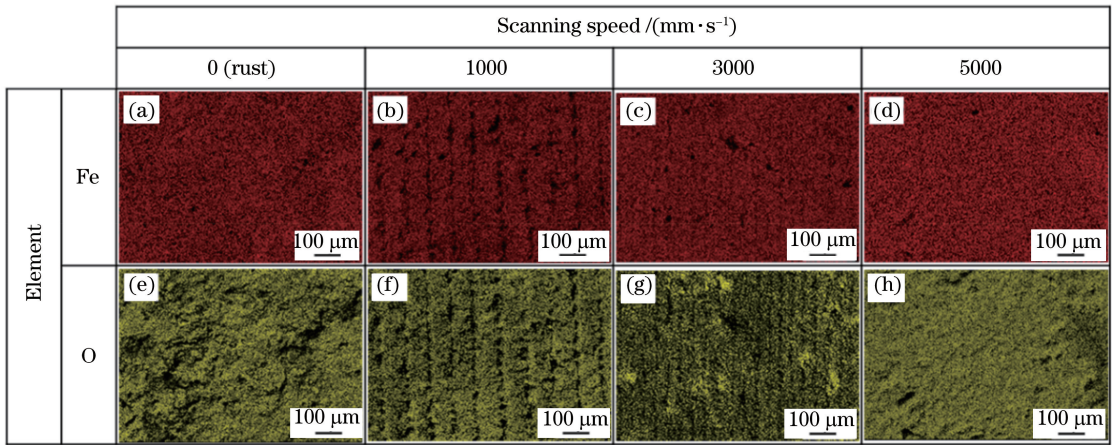 Scanning speed /(mm·s⁻¹)
0 (rust) 1000 3000 5000
Element
Fe
(a) (b) (c) (d)
100 μm 100 μm 100 μm 100 μm
O
(e) (f) (g) (h)
100 μm 100 μm 100 μm 100 μm